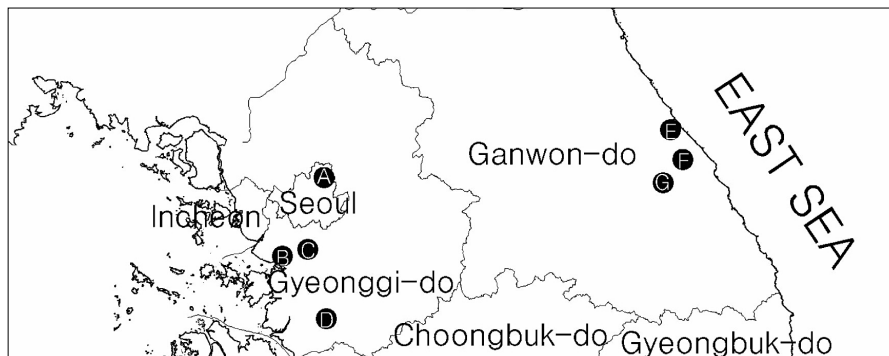 EAST SEA
E
Ganwon-do
F
G
A
Seoul
Incheon
B
C
Gyeonggi-do
D
Choongbuk-do
Gyeongbuk-do